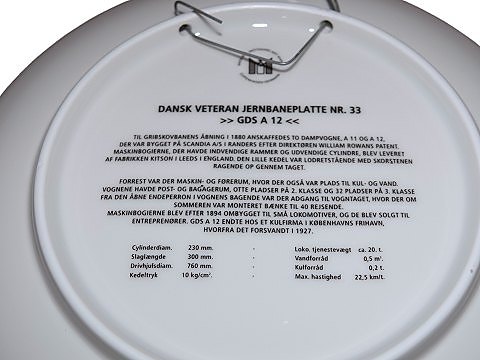 DANSK VETERAN JERNBANEPLATTE NR. 33
>> GDS A 12 <<
TIL GRIBSKOVBANENS ÅBNING I 1880 ANSKAFFEDES TO DAMPVOGNE, A 11 OG A 12,
DER VAR BYGGET PÅ SCANDIA A/S I RANDERS EFTER DIREKTØREN WILLIAM ROWANS PATENT.
MASKINBOGIERNE, DER HAVDE INDVENDIGE RAMMER OG UDVENDIGE CYLINDRE, BLEV LEVERET
AF FABRIKKEN KITSON I LEEDS I ENGLAND. DEN LILLE KEDEL VAR LODRETSTÅENDE MED SKORSTENEN
RAGENDE OP GENNEM TAGET.
FORREST VAR DER MASKIN- OG FØRERUM, HVOR DER OGSÅ VAR PLADS TIL KUL- OG VAND.
VOGNENE HAVDE POST- OG BAGAGERUM, OTTE PLADSER PÅ 2. KLASSE OG 32 PLADSER PÅ 3. KLASSE.
FRA DEN ÅBNE ENDEPERRON I VOGNENS BAGENDE VAR DER ADGANG TIL VOGNTAGET, HVOR DER OM
SOMMEREN VAR MONTERET BÆNKE TIL 40 REJSENDE.
MASKINBOGIERNE BLEV EFTER 1894 OMBYGGET TIL SMÅ LOKOMOTIVER, OG DE BLEV SOLGT TIL
ENTREPRENØRER. GDS A 12 ENDTE HOS ET KULFIRMA I KØBENHAVNS FRIHAVN,
HVORFRA DET FORSVANDT I 1927.
Cylinderdiam. 230 mm. · Loko. tjenestevægt ca. 20 t.
Slaglængde 300 mm. · Vandforråd 0,5 m³.
Drivhjulsdiam. 760 mm. · Kulforråd 0,2 t.
Kedeltryk 10 kg/cm². · Max. hastighed 22,5 km/t.